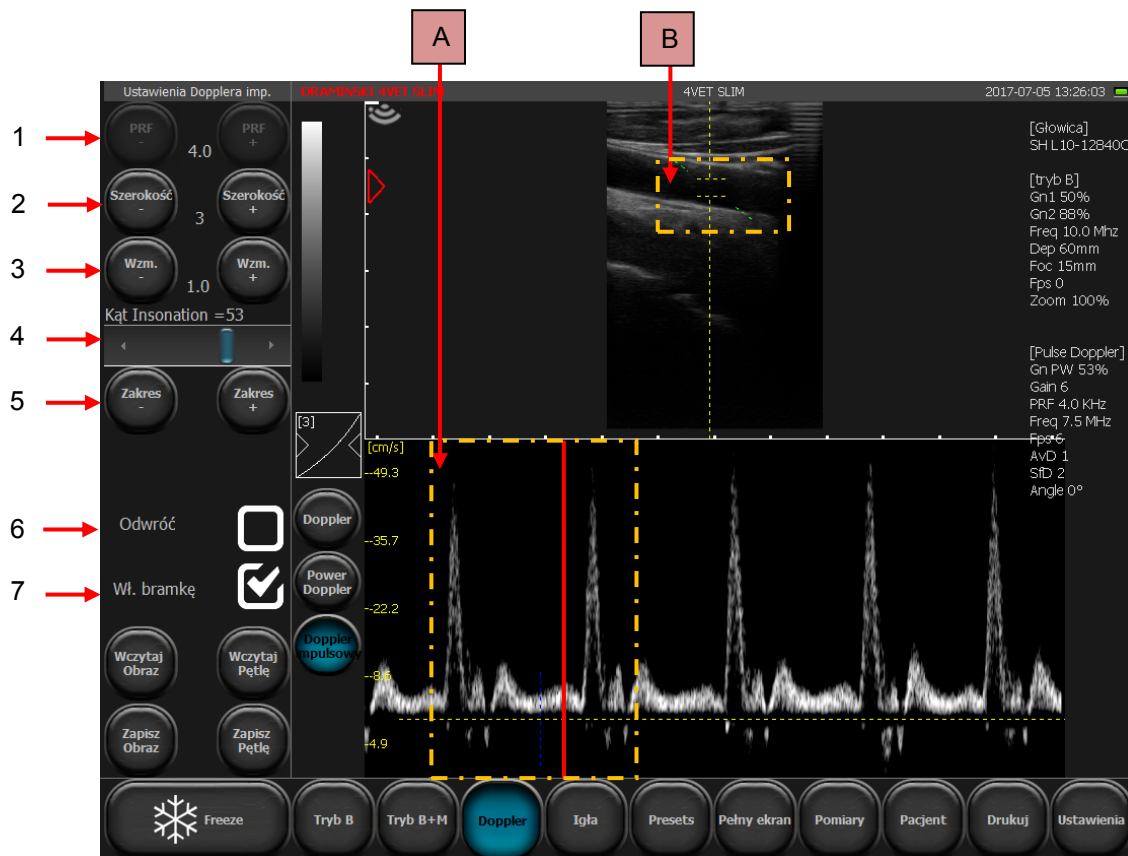 A
B
Ustawienia Dopplera imp.
DRAMIŃSKI 4VET SLIM
4VET SLIM
2017-07-05 13:26:03
1
PRF
-
4.0
PRF
+
2
Szerokość
-
3
Szerokość
+
3
Wzm.
-
1.0
Wzm.
+
Kąt Insonation =53
4
5
Zakres
-
Zakres
+
6
Odwróć
7
Wł. bramkę
Wczytaj
Obraz
Wczytaj
Pętlę
Zapisz
Obraz
Zapisz
Pętlę
[3]
Doppler
Power
Doppler
Doppler
impulsowy
[cm/s]
--49.3
--35.7
--22.2
--8.6
-4.9
[Głowica]
SH L10-12B40C
[tryb B]
Gn1 50%
Gn2 88%
Freq 10.0 Mhz
Dep 60mm
Foc 15mm
Fps 0
Zoom 100%
[Pulse Doppler]
Gn PW 53%
Gain 6
PRF 4.0 KHz
Freq 7.5 MHz
Fps 6
AvD 1
SfD 2
Angle 0°
Freeze
Tryb B
Tryb B+M
Doppler
Igła
Presets
Pełny ekran
Pomiary
Pacjent
Drukuj
Ustawienia